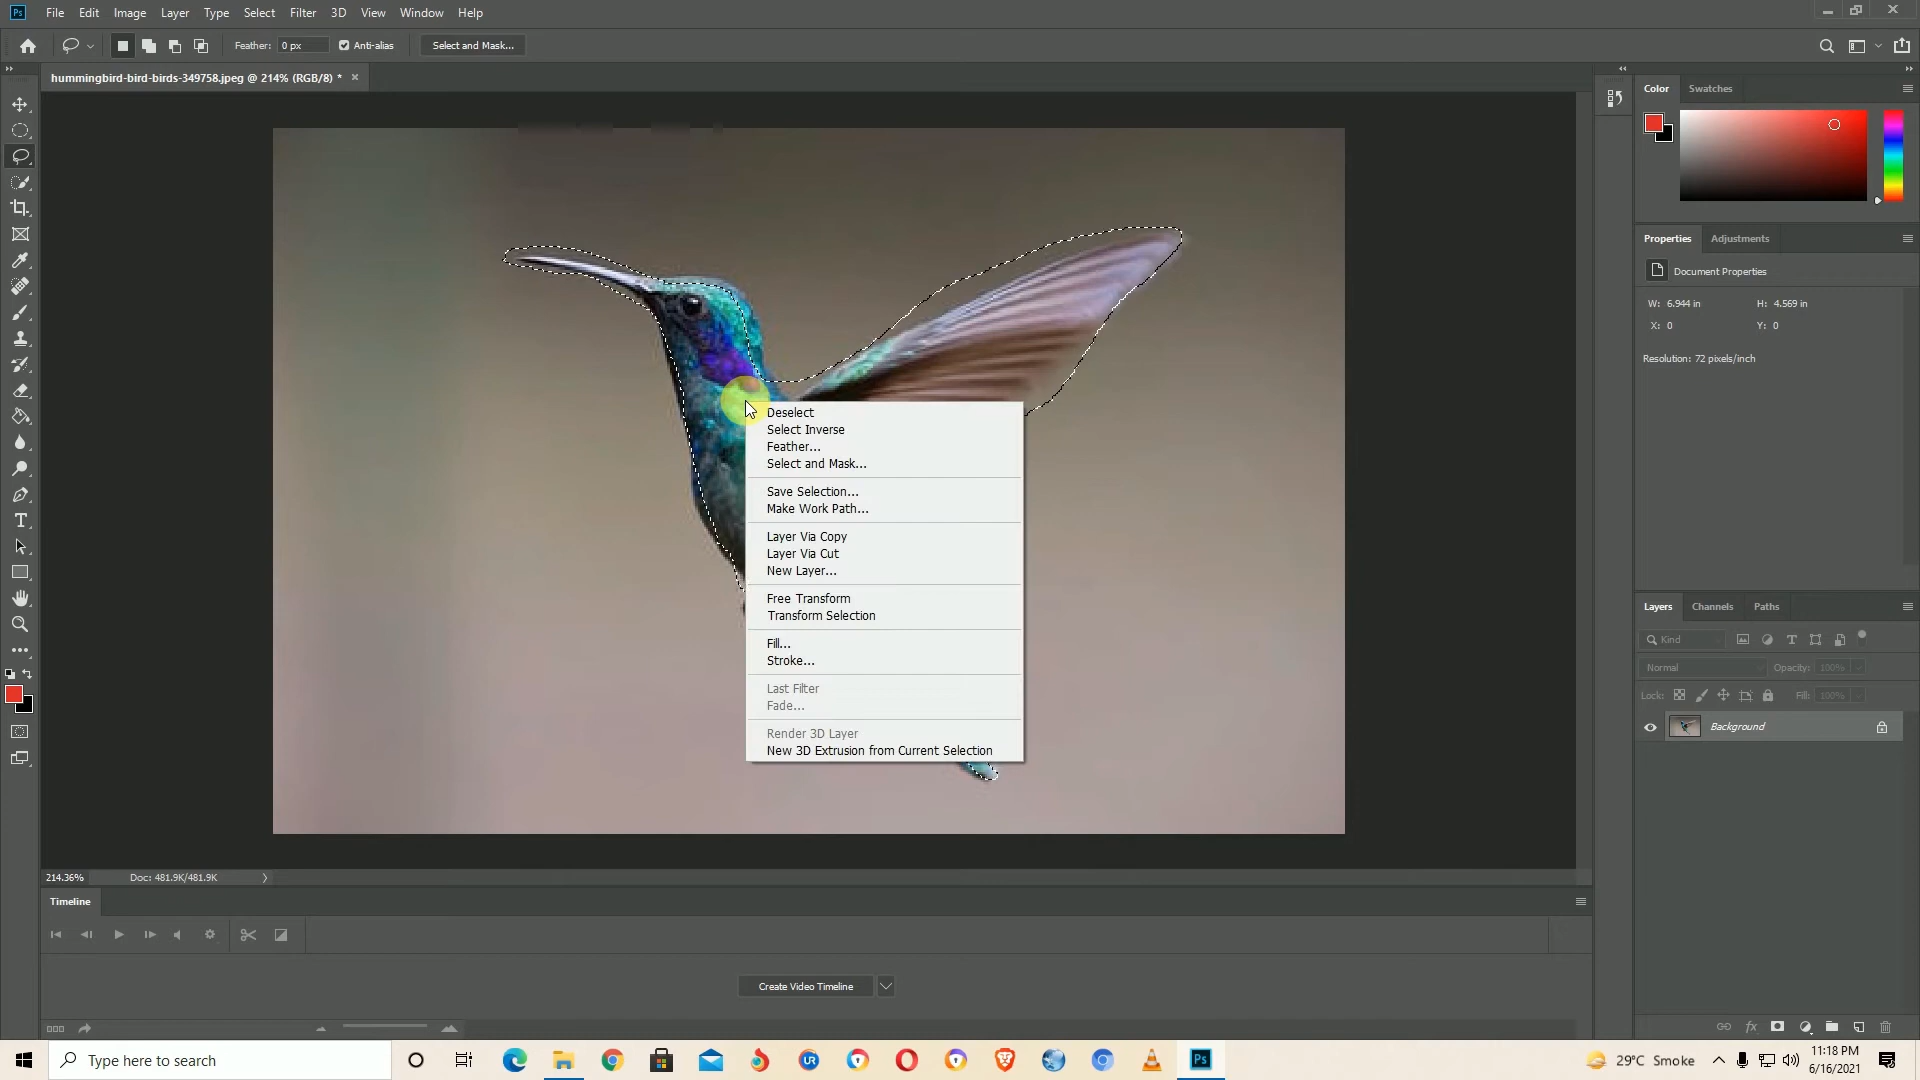 Ps File Edit Image Layer Type Select Filter 3D View Window Help
Feather: 0 px Anti-alias Select and Mask...
hummingbird-bird-birds-349758.jpeg @ 214% (RGB/8) * ×
Color Swatches
Properties Adjustments
Document Properties
W: 6.944 in H: 4.569 in
X: 0 Y: 0
Resolution: 72 pixels/inch
Deselect
Select Inverse
Feather...
Select and Mask...
Save Selection...
Make Work Path...
Layer Via Copy
Layer Via Cut
New Layer...
Free Transform
Transform Selection
Fill...
Stroke...
Last Filter
Fade...
Render 3D Layer
New 3D Extrusion from Current Selection
Layers Channels Paths
Kind
Normal Opacity: 100%
Lock: Fill: 100%
Background
214.36% Doc: 481.9K/481.9K
Timeline
Create Video Timeline
Type here to search
UR
Ps
29°C Smoke
11:18 PM
6/16/2021